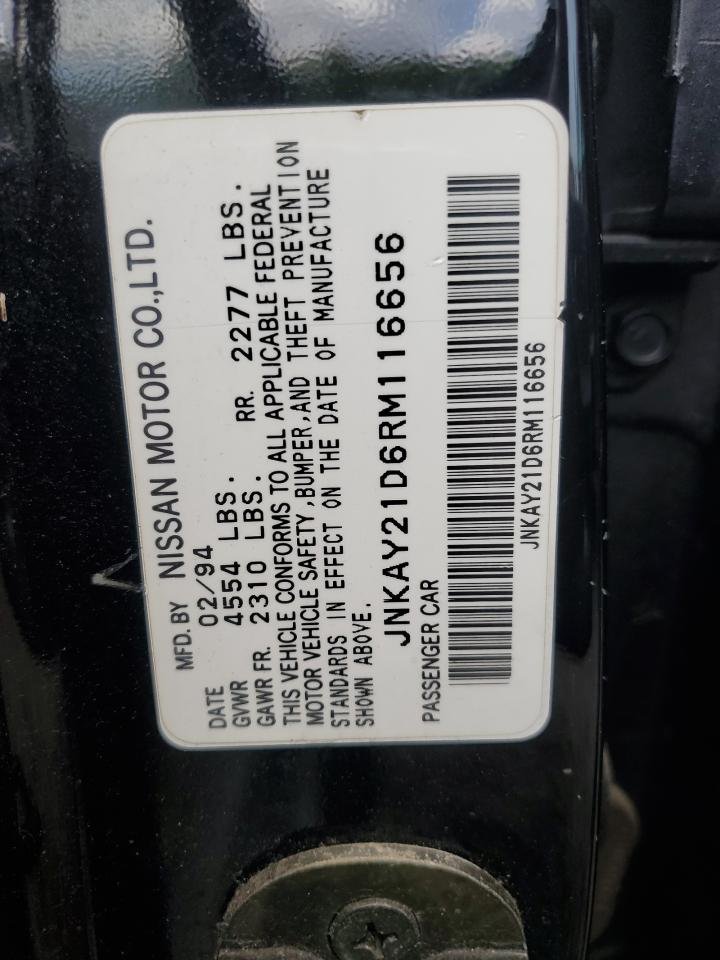 MFD. BY NISSAN MOTOR CO.,LTD.
DATE 02/94
GVWR 4554 LBS.
GAWR FR. 2310 LBS. RR. 2277 LBS.
THIS VEHICLE CONFORMS TO ALL APPLICABLE FEDERAL
MOTOR VEHICLE SAFETY,BUMPER,AND THEFT PREVENTION
STANDARDS IN EFFECT ON THE DATE OF MANUFACTURE
SHOWN ABOVE.
JNKAY21D6RM116656
PASSENGER CAR
JNKAY21D6RM116656